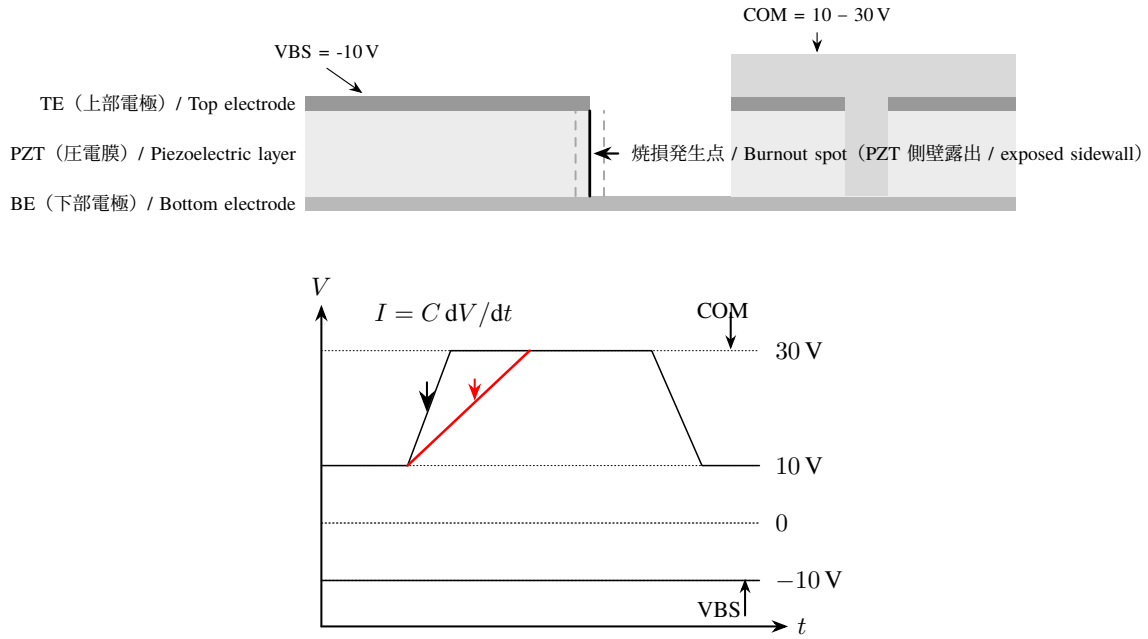 COM = 10 – 30 V
VBS = -10 V
TE（上部電極）/ Top electrode
PZT（圧電膜）/ Piezoelectric layer
焼損発生点 / Burnout spot（PZT 側壁露出 / exposed sidewall）
BE（下部電極）/ Bottom electrode
V
I = C dV/dt
COM
30 V
10 V
0
−10 V
VBS
t